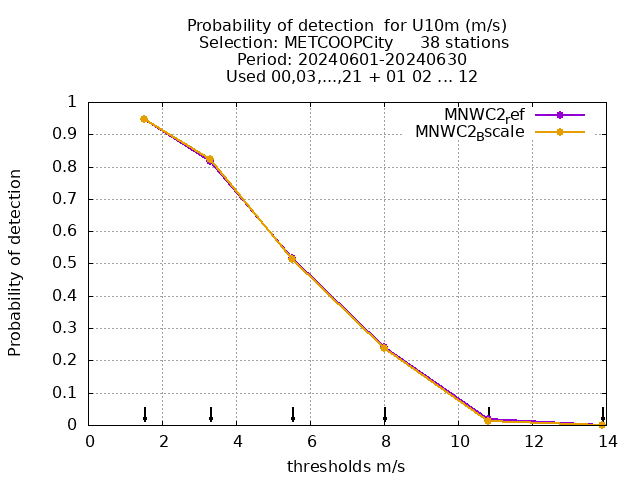 Probability of detection  for U10m (m/s)
Selection: METCOOPCity     38 stations
Period: 20240601-20240630
Used 00,03,...,21 + 01 02 ... 12
MNWC2_ref
MNWC2_Bscale
1
0.9
0.8
0.7
0.6
0.5
0.4
0.3
0.2
0.1
0
Probability of detection
0 2 4 6 8 10 12 14
thresholds m/s